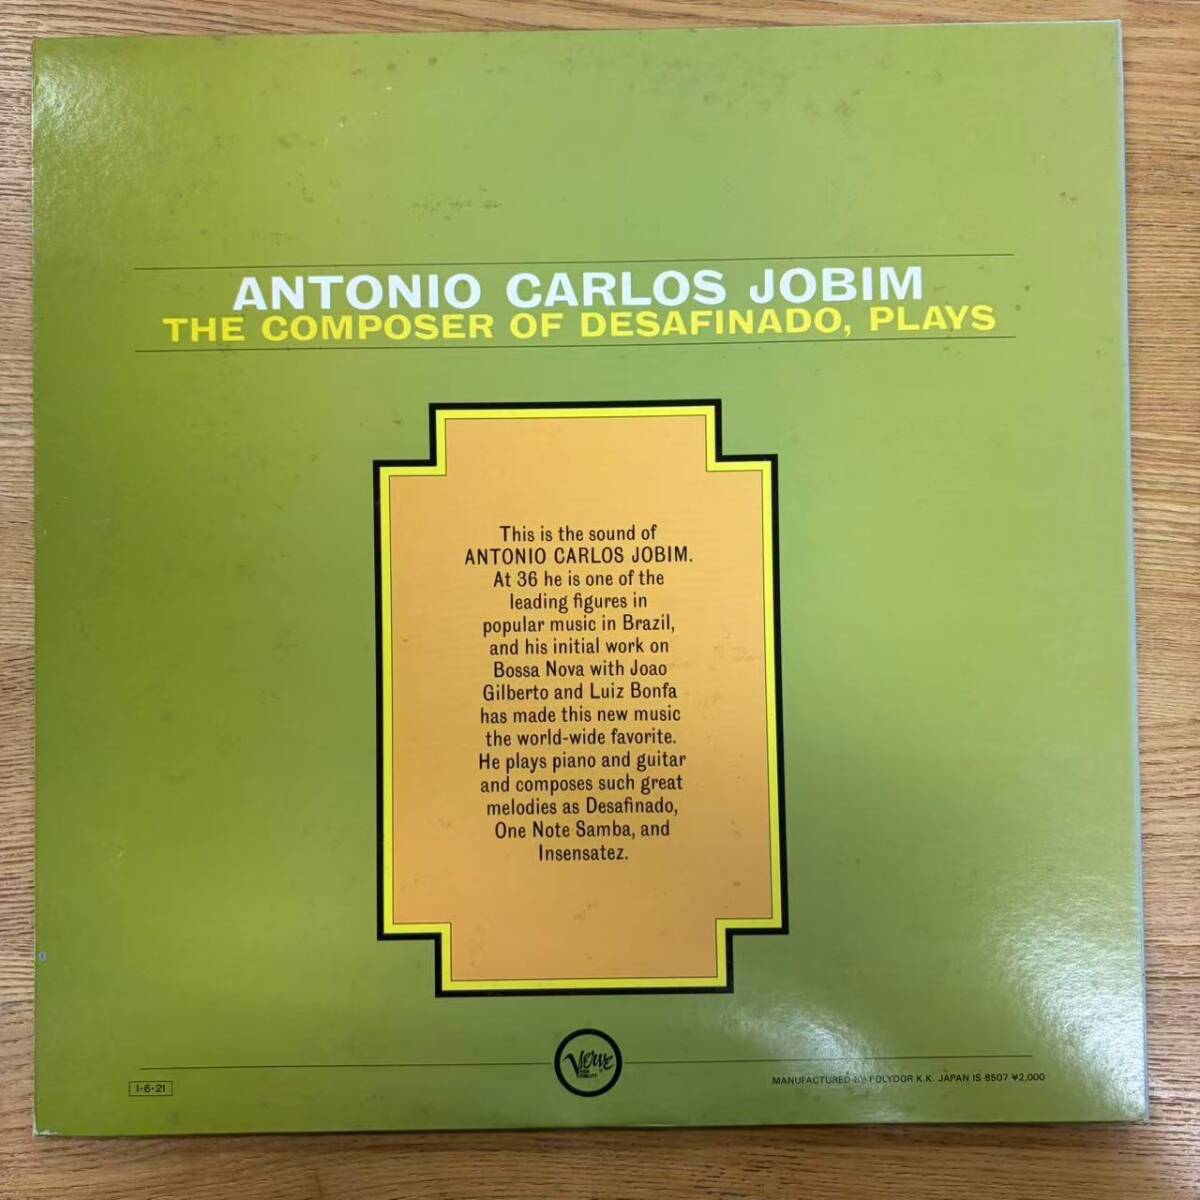 ANTONIO CARLOS JOBIM
THE COMPOSER OF DESAFINADO, PLAYS
This is the sound of
ANTONIO CARLOS JOBIM.
At 36 he is one of the
leading figures in
popular music in Brazil,
and his initial work on
Bossa Nova with Joao
Gilberto and Luiz Bonfa
has made this new music
the world-wide favorite.
He plays piano and guitar
and composes such great
melodies as Desafinado,
One Note Samba, and
Insensatez.
Verve
1-6-21
MANUFACTURED BY POLYDOR K.K. JAPAN IS 8507 ¥2,000